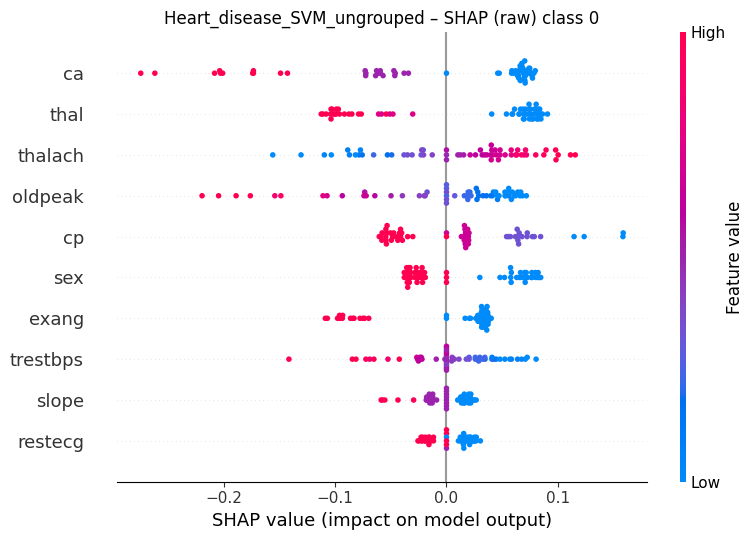 Heart_disease_SVM_ungrouped – SHAP (raw) class 0
High
ca
thal
thalach
oldpeak
cp
sex
exang
trestbps
slope
restecg
Feature value
Low
−0.2 −0.1 0.0 0.1
SHAP value (impact on model output)